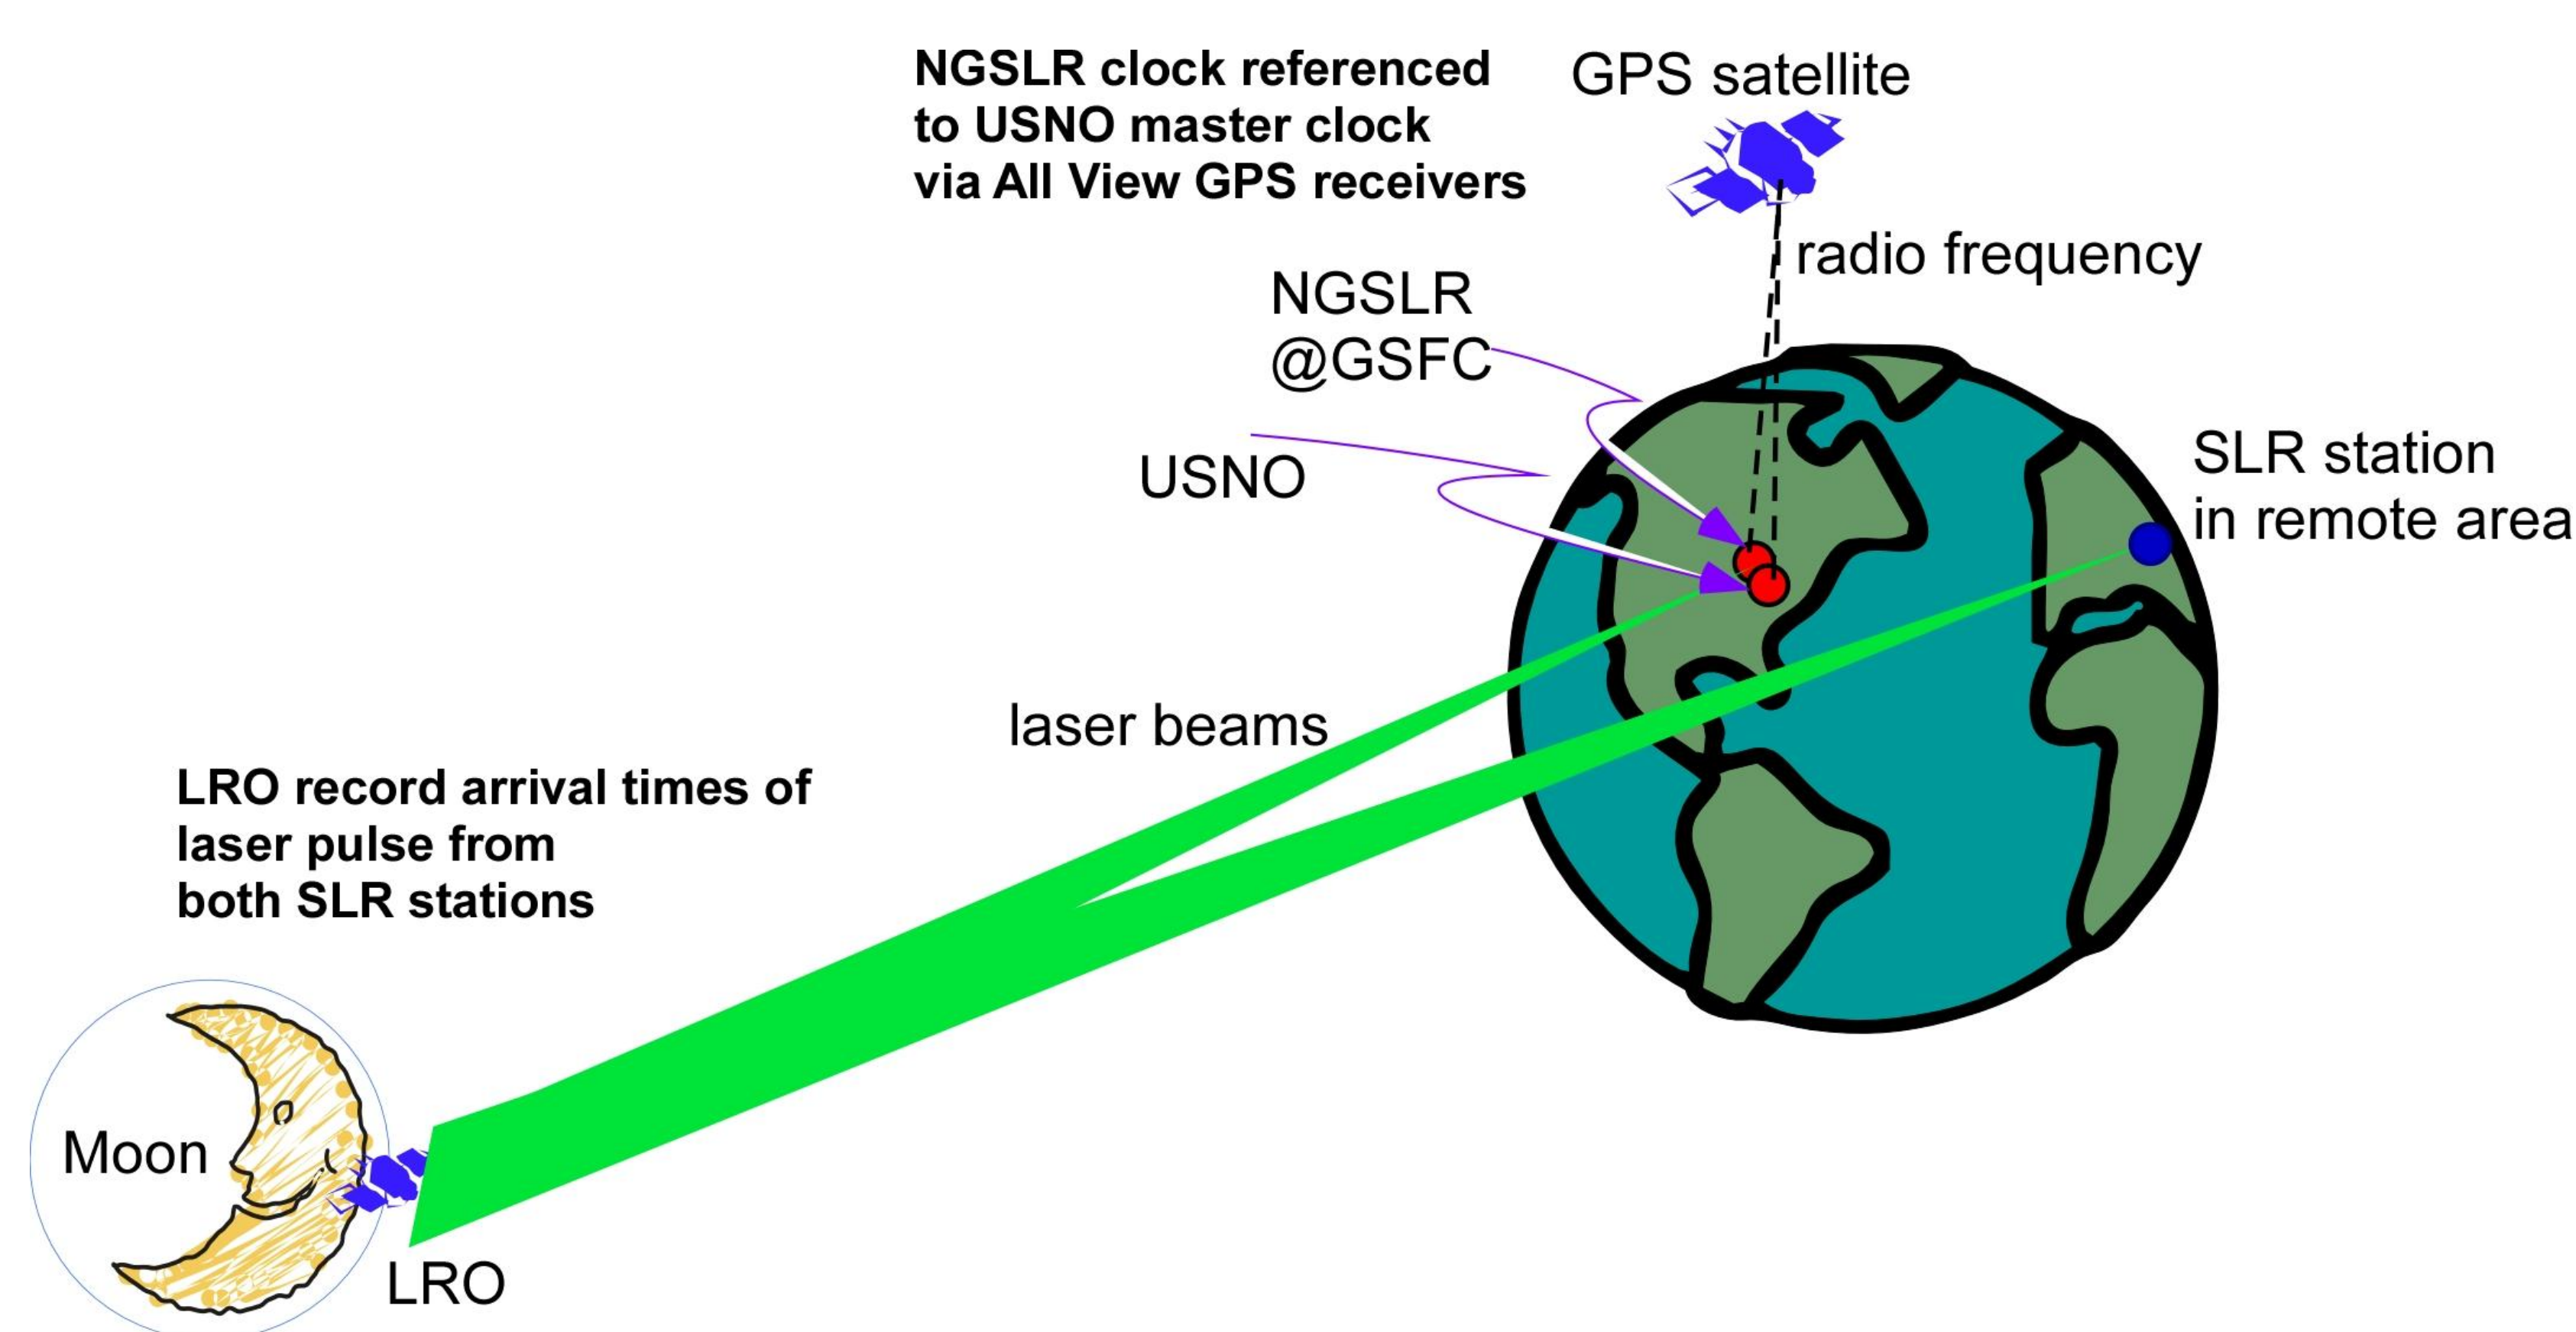 NGSLR clock referenced
to USNO master clock
via All View GPS receivers
GPS satellite
radio frequency
NGSLR
@GSFC
USNO
SLR station
in remote area
laser beams
LRO record arrival times of
laser pulse from
both SLR stations
Moon
LRO